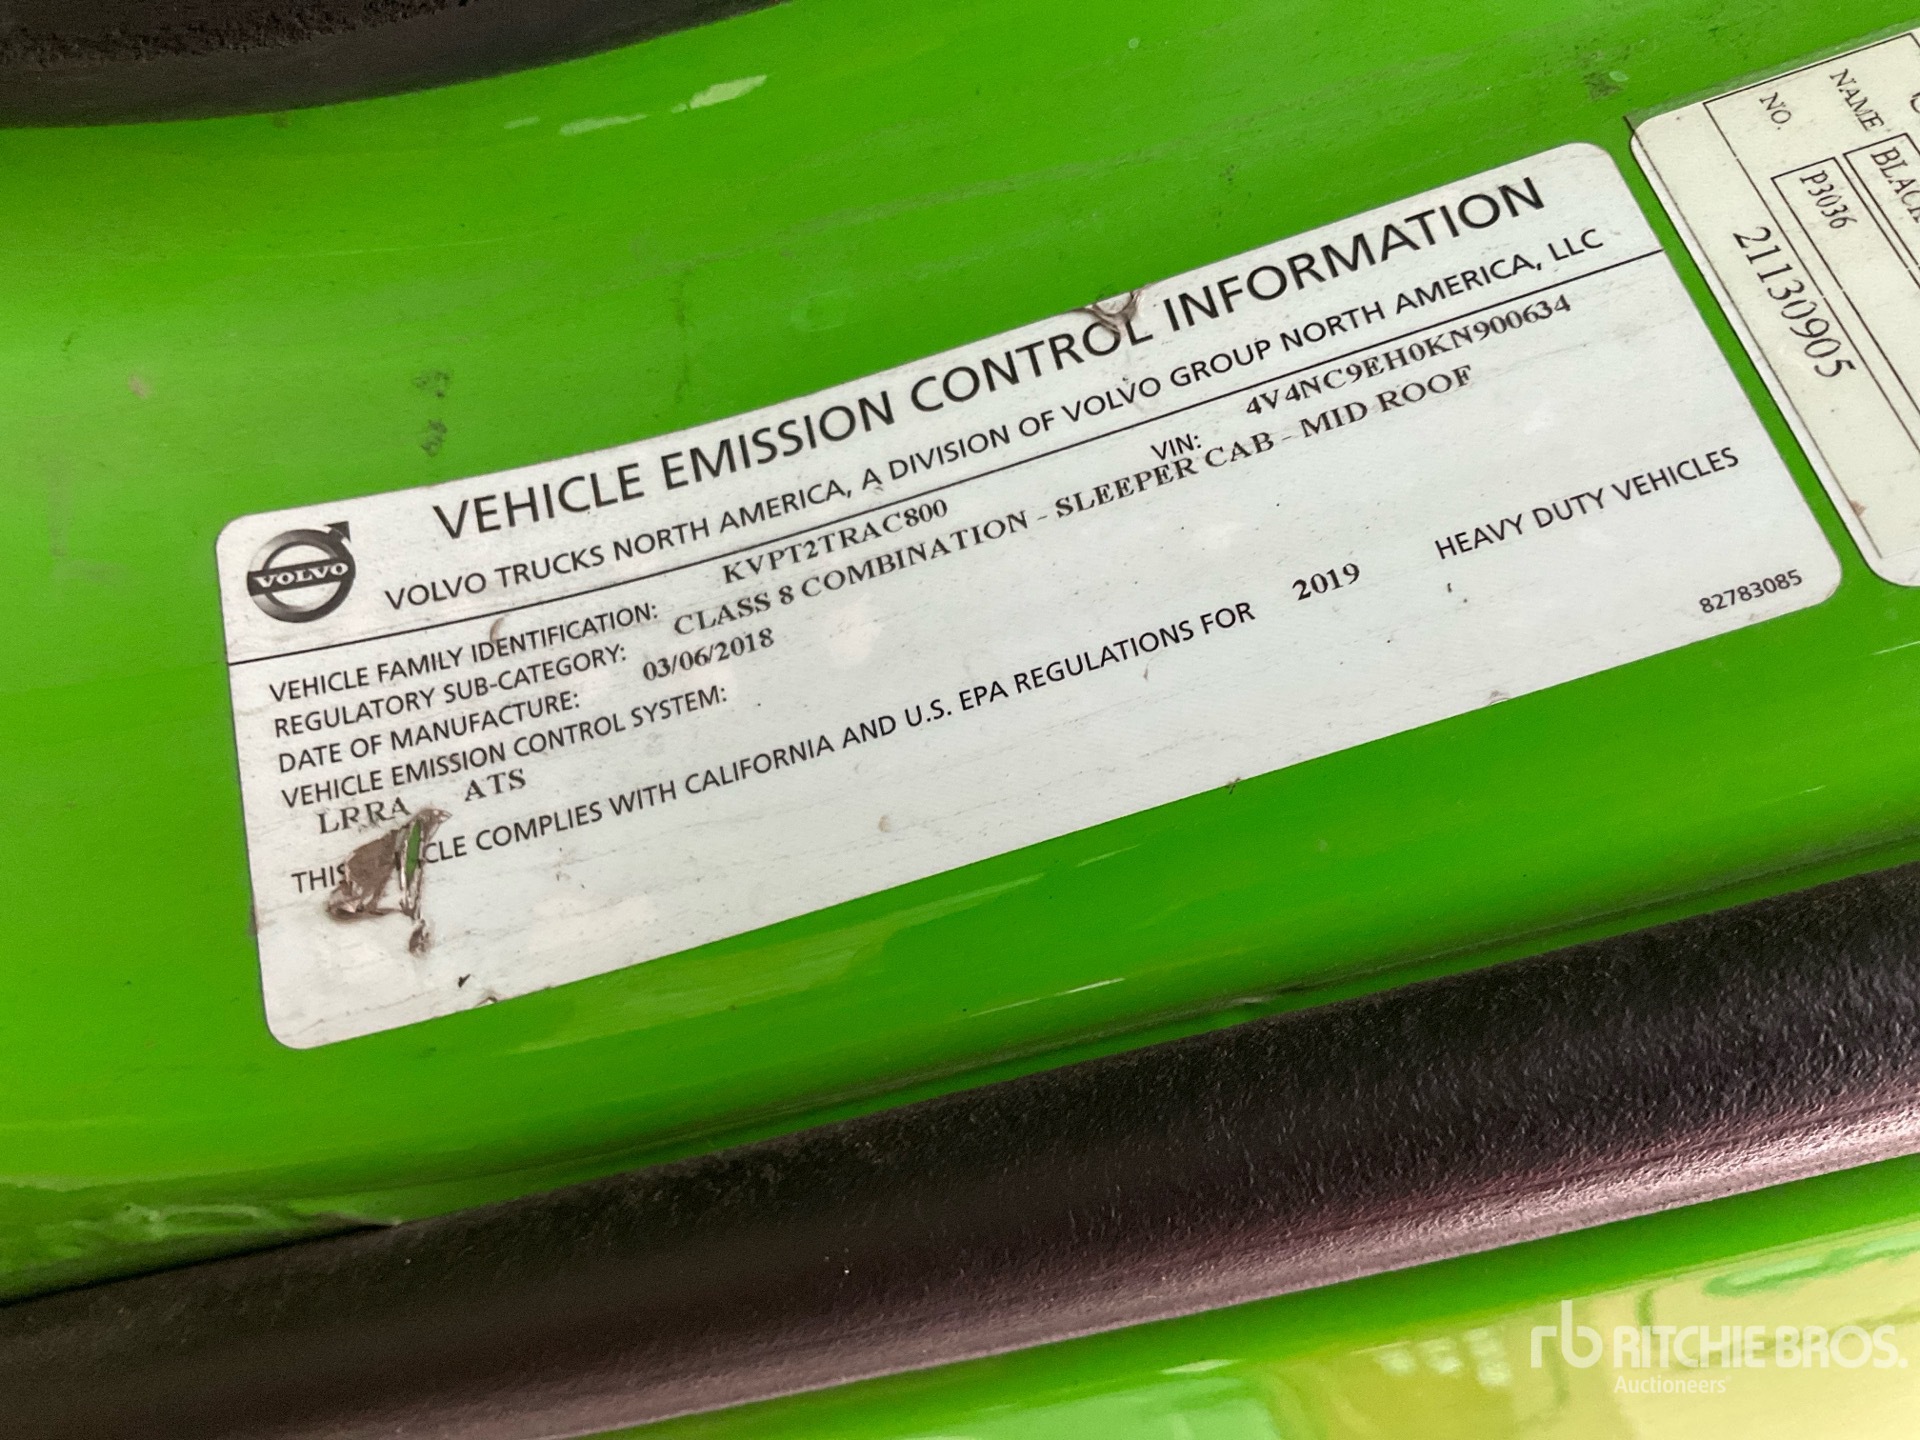 VOLVO
VEHICLE EMISSION CONTROL INFORMATION
VOLVO TRUCKS NORTH AMERICA, A DIVISION OF VOLVO GROUP NORTH AMERICA, LLC
VEHICLE FAMILY IDENTIFICATION: KVPT2TRAC800 VIN: 4V4NC9EH0KN900634
REGULATORY SUB-CATEGORY: CLASS 8 COMBINATION - SLEEPER CAB - MID ROOF
DATE OF MANUFACTURE: 03/06/2018
VEHICLE EMISSION CONTROL SYSTEM:
LRRA ATS
THIS CLE COMPLIES WITH CALIFORNIA AND U.S. EPA REGULATIONS FOR 2019 HEAVY DUTY VEHICLES
82783085
NAME BLACK
NO. P3036
21130905
rb RITCHIE BROS.
Auctioneers